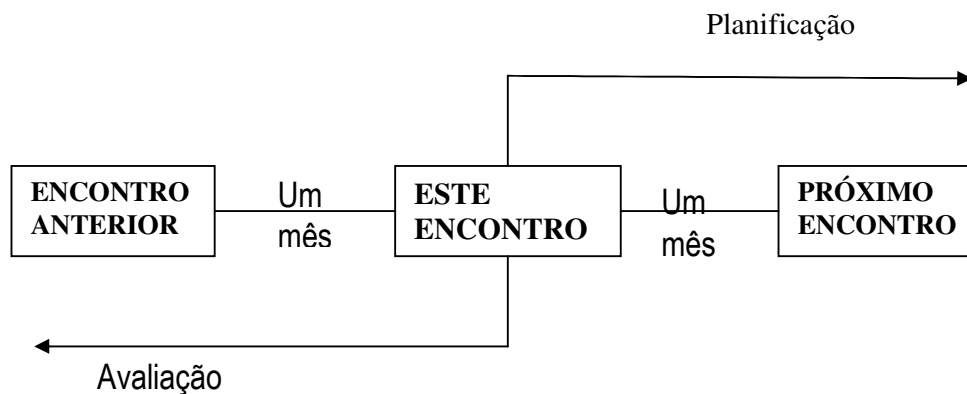 Planificação
ENCONTRO
ANTERIOR
Um
mês
ESTE
ENCONTRO
Um
mês
PRÓXIMO
ENCONTRO
Avaliação